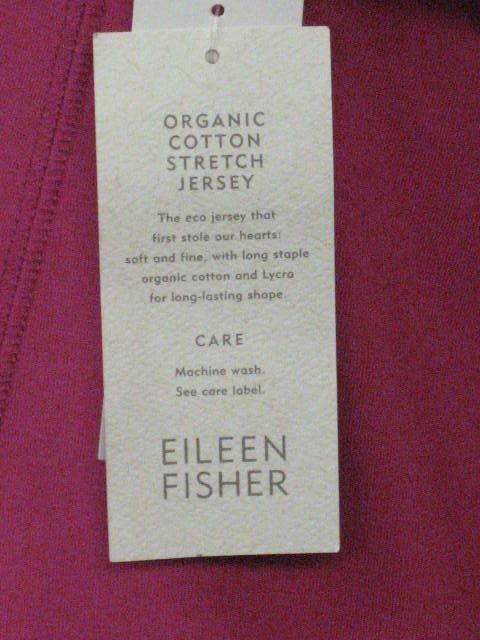 ORGANIC
COTTON
STRETCH
JERSEY
The eco jersey that
first stole our hearts:
soft and fine, with long staple
organic cotton and Lycra
for long-lasting shape.
CARE
Machine wash.
See care label.
EILEEN
FISHER